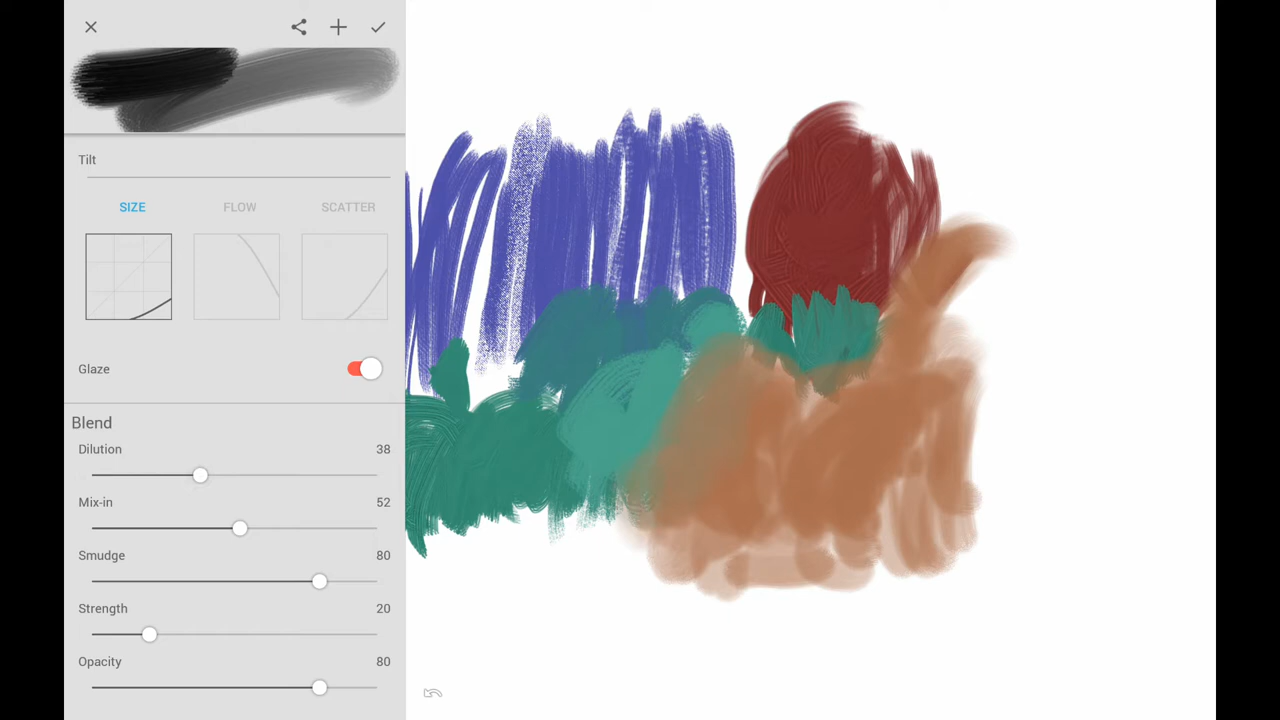 Tilt
SIZE FLOW SCATTER
Glaze
Blend
Dilution 38
Mix-in 52
Smudge 80
Strength 20
Opacity 80